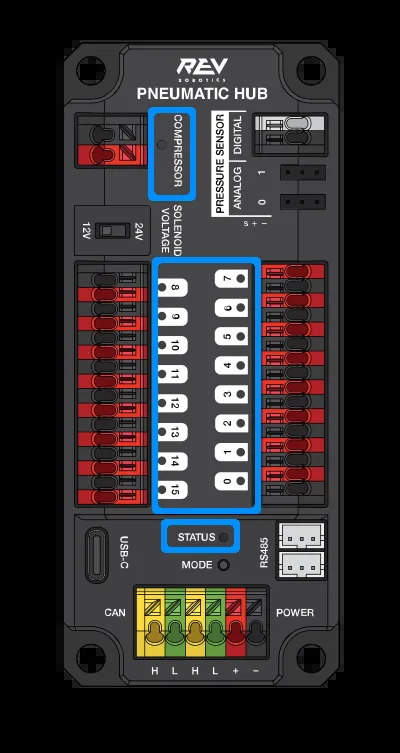 REV
ROBOTICS
PNEUMATIC HUB
COMPRESSOR
PRESSURE SENSOR
DIGITAL
ANALOG
1
0
S + −
SOLENOID
VOLTAGE
12V
24V
7
8
6
9
5
10
4
11
3
12
2
13
1
14
0
15
STATUS
MODE
USB-C
RS485
CAN
POWER
H L H L + −